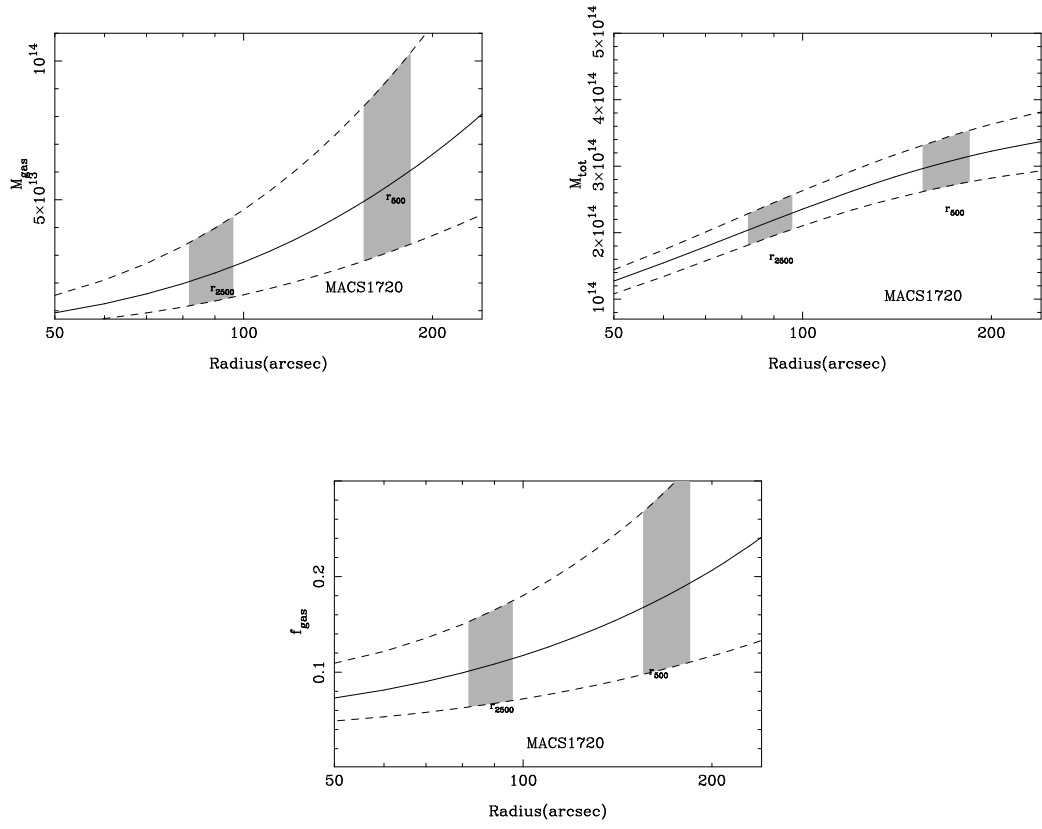 M_gas
10^14
5×10^13
r_2500
r_500
MACS1720
50
100
200
Radius(arcsec)
M_tot
5×10^14
4×10^14
3×10^14
2×10^14
10^14
r_2500
r_500
MACS1720
50
100
200
Radius(arcsec)
f_gas
0.2
0.1
r_2500
r_500
MACS1720
50
100
200
Radius(arcsec)